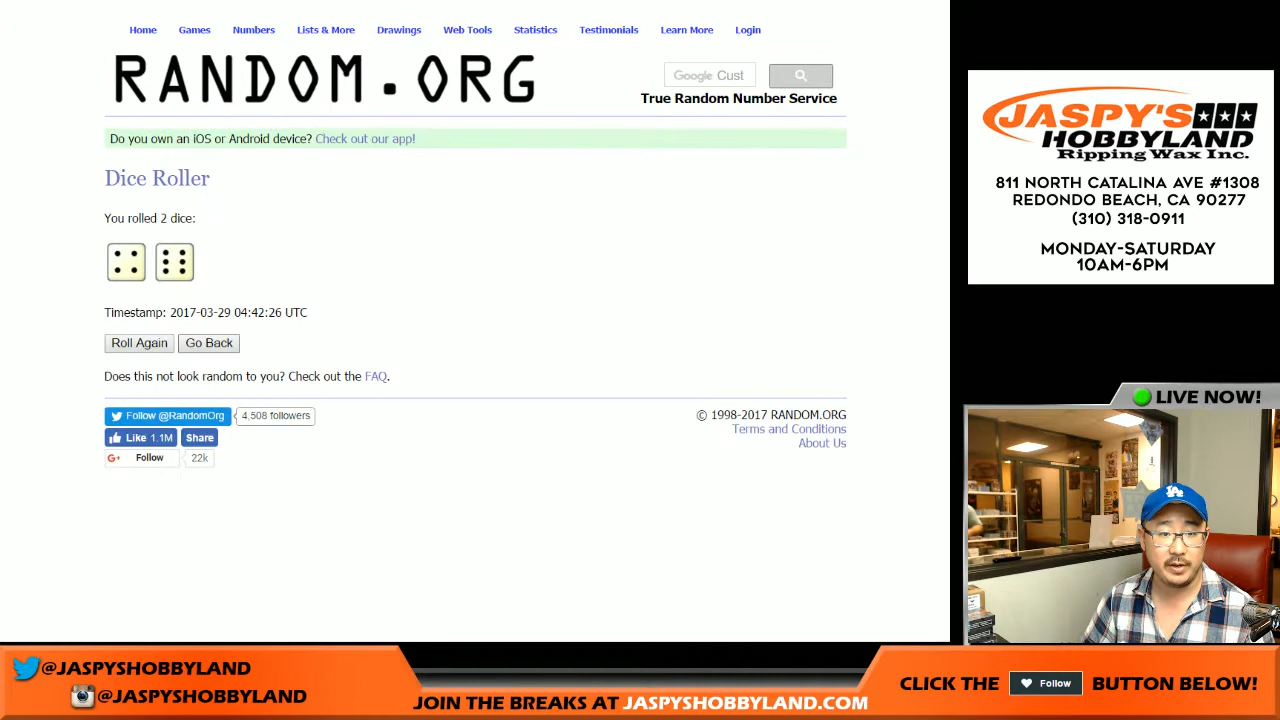 Home Games Numbers Lists & More Drawings Web Tools Statistics Testimonials Learn More Login
RANDOM.ORG
Google Cust
True Random Number Service
Do you own an iOS or Android device? Check out our app!
Dice Roller
You rolled 2 dice:
Timestamp: 2017-03-29 04:42:26 UTC
Roll Again Go Back
Does this not look random to you? Check out the FAQ.
Follow @RandomOrg 4,508 followers
Like 1.1M Share
G+ Follow 22k
© 1998-2017 RANDOM.ORG
Terms and Conditions
About Us
JASPY'S
HOBBYLAND
Ripping Wax Inc.
811 NORTH CATALINA AVE #1308
REDONDO BEACH, CA 90277
(310) 318-0911
MONDAY-SATURDAY
10AM-6PM
LIVE NOW!
LA
@JASPYSHOBBYLAND
@JASPYSHOBBYLAND
JOIN THE BREAKS AT JASPYSHOBBYLAND.COM
CLICK THE Follow BUTTON BELOW!